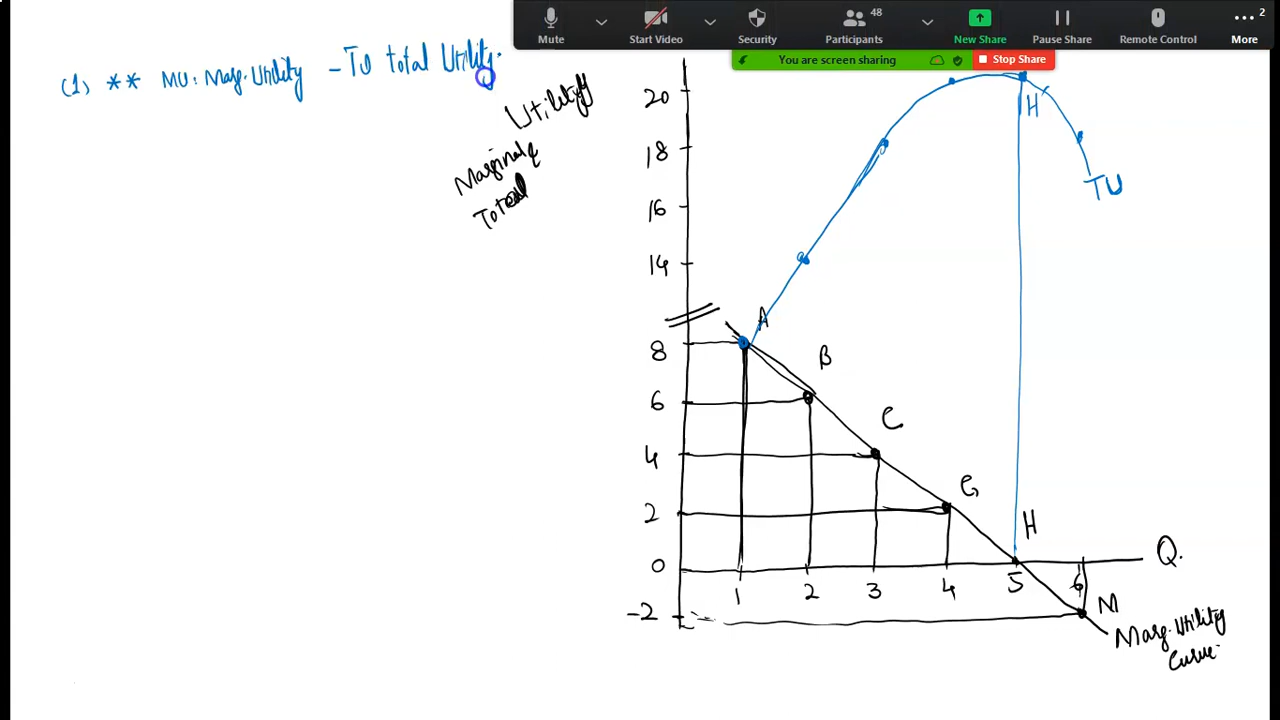 Mute
Start Video
Security
Participants
48
New Share
Pause Share
Remote Control
More
2
You are screen sharing
Stop Share
(1) ** MU: Marg. Utility - TU total Utility.
Utility
Marginal &
Total
20
18
16
14
8
6
4
2
0
-2
A
B
C
G
H
H'
TU
1
2
3
4
5
6
Q.
M
Marg. Utility
Curve